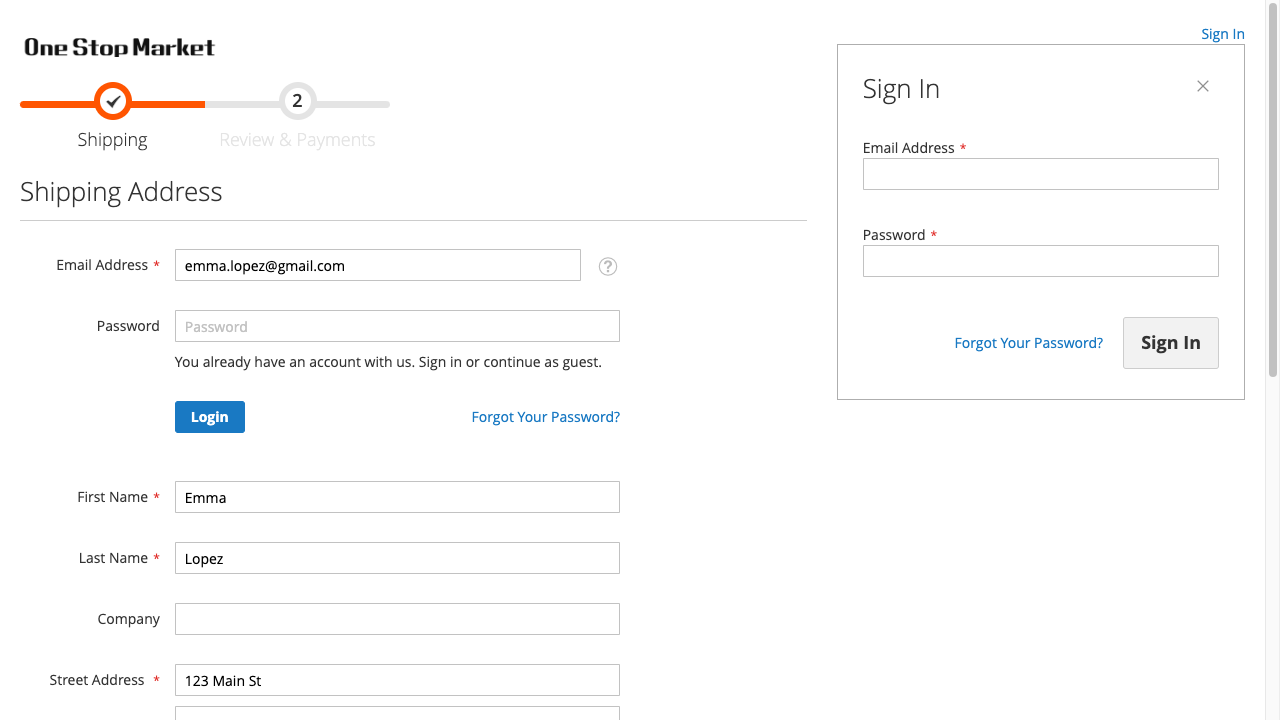 One Stop Market
Sign In
Shipping
2
Review & Payments
Shipping Address
Email Address *
emma.lopez@gmail.com
?
Password
Password
You already have an account with us. Sign in or continue as guest.
Login
Forgot Your Password?
First Name *
Emma
Last Name *
Lopez
Company
Street Address *
123 Main St
Sign In
Email Address *
Password *
Forgot Your Password?
Sign In